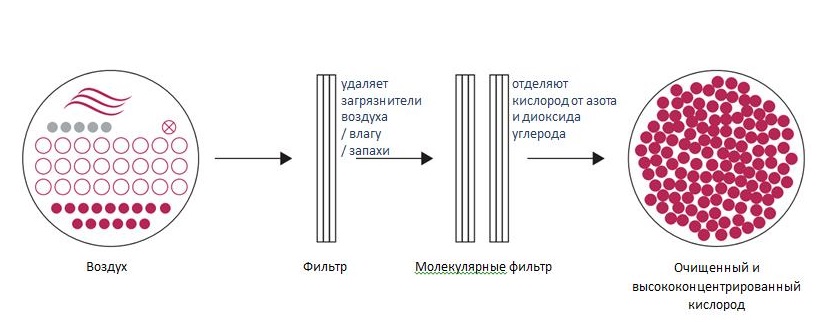 удаляет
загрязнители
воздуха
/ влагу
/ запахи
отделяют
кислород от азота
и диоксида
углерода
Воздух
Фильтр
Молекулярные фильтр
Очищенный и
высококонцентрированный
кислород